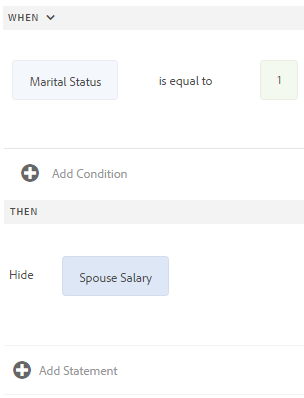 WHEN
Marital Status is equal to 1
Add Condition
THEN
Hide Spouse Salary
Add Statement